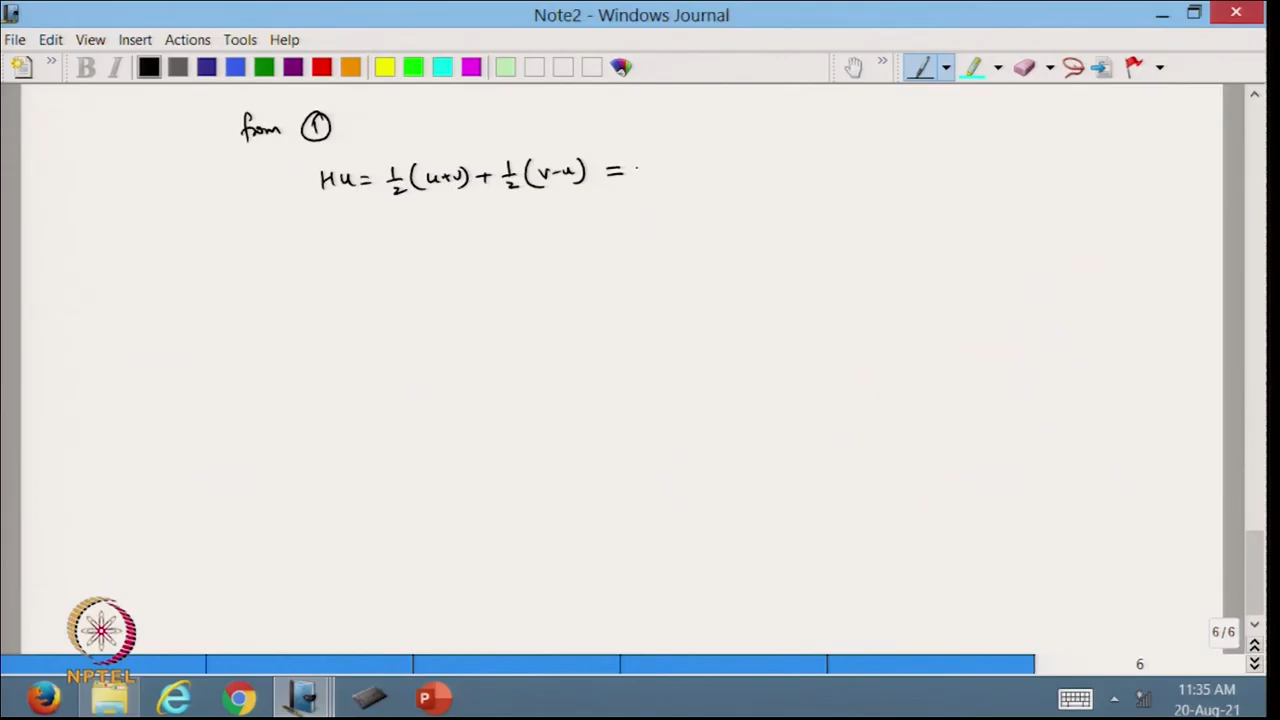 Note2 - Windows Journal
File Edit View Insert Actions Tools Help
B I
from ①
Hu = 1/2 (u+v) + 1/2 (v-u) =
6 / 6
NPTEL
6
11:35 AM
20-Aug-21